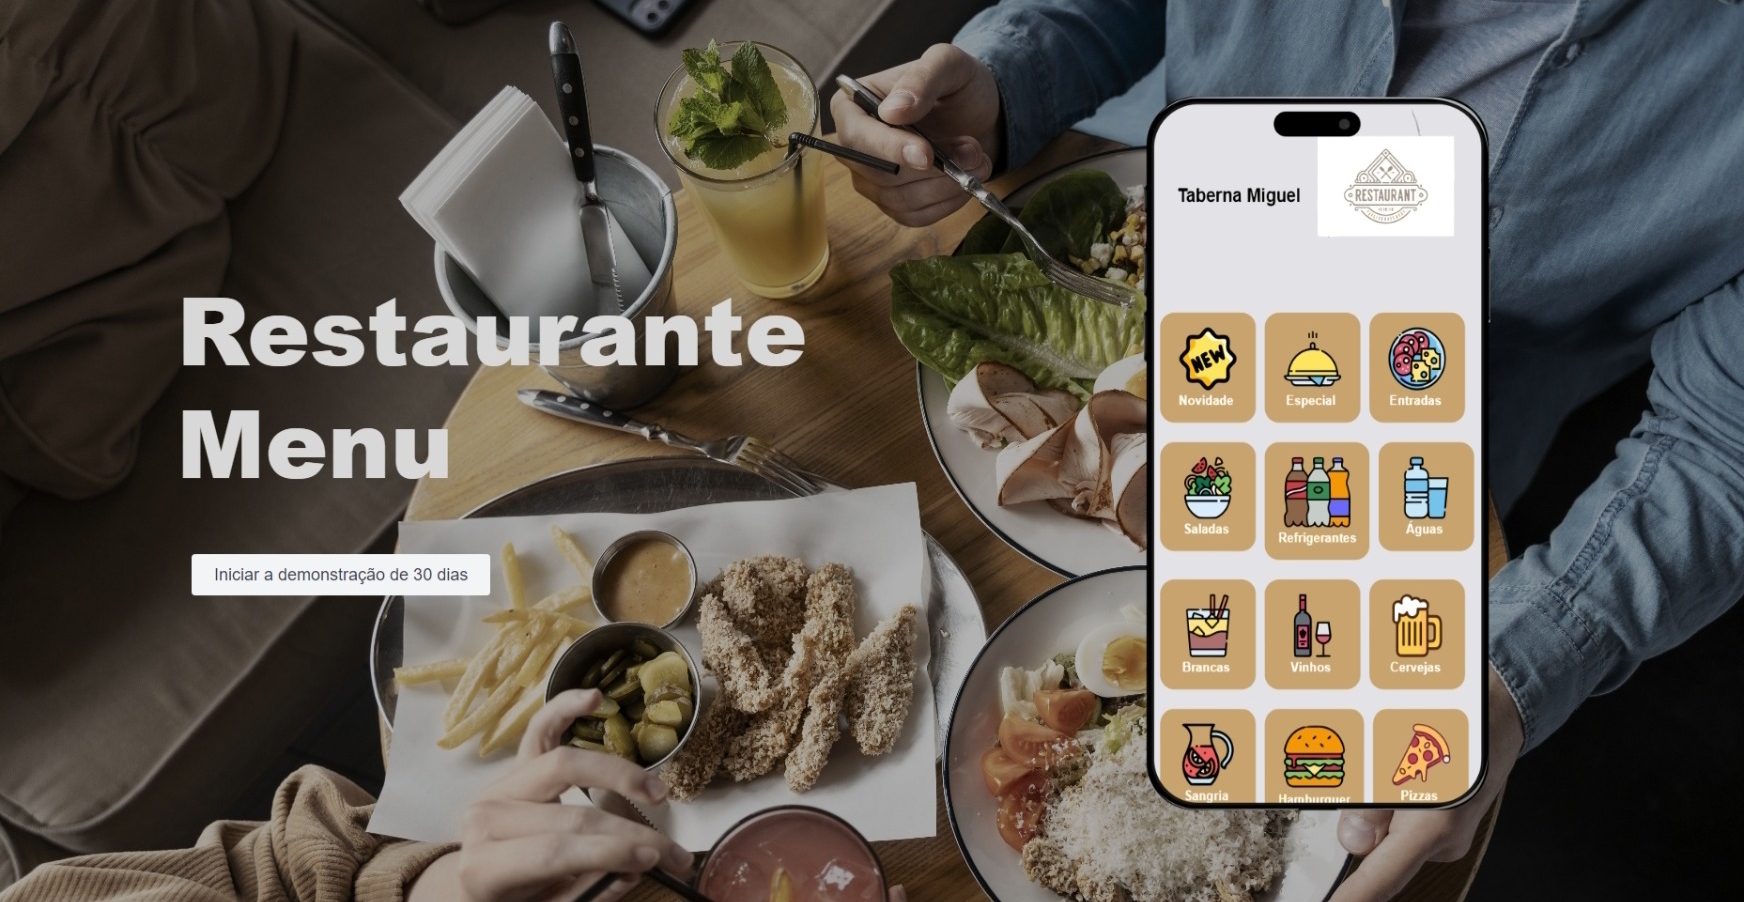 Restaurante
Menu
Iniciar a demonstração de 30 dias
Taberna Miguel
RESTAURANT
NEW
Novidade
Especial
Entradas
Saladas
Refrigerantes
Águas
Brancas
Vinhos
Cervejas
Sangria
Hamburguer
Pizzas